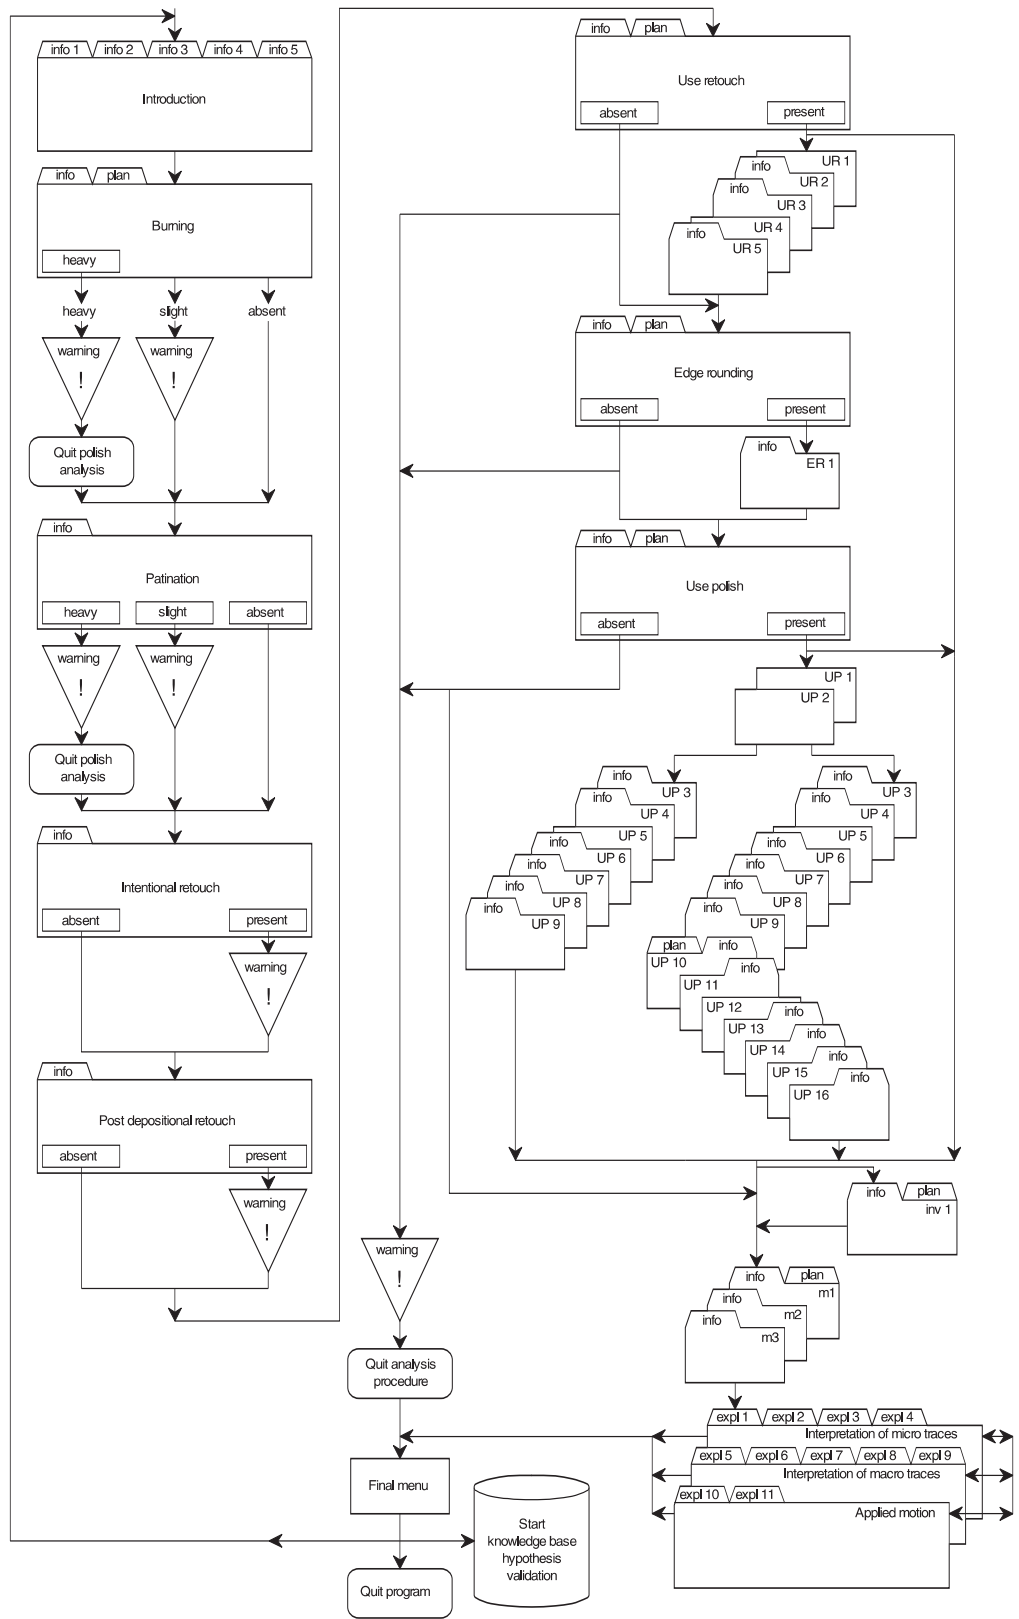 info 1 info 2 info 3 info 4 info 5
Introduction
info plan
Burning
heavy
heavy slight absent
warning
!
warning
!
Quit polish
analysis
info
Patination
heavy slight absent
warning
!
warning
!
Quit polish
analysis
info
Intentional retouch
absent present
warning
!
info
Post depositional retouch
absent present
warning
!
info plan
Use retouch
absent present
UR 1
info
UR 2
info
UR 3
UR 4
info
UR 5
info plan
Edge rounding
absent present
info
ER 1
info plan
Use polish
absent present
UP 1
UP 2
info
UP 3
info
UP 4
UP 5
info
UP 6
info
UP 7
info
UP 8
info
UP 9
info
UP 3
info
UP 4
UP 5
info
UP 6
info
UP 7
info
UP 8
info
UP 9
plan info
UP 10
info
UP 11
UP 12
info
UP 13
info
UP 14
info
UP 15
info
UP 16
info plan
inv 1
info plan
m1
info
m2
info
m3
warning
!
Quit analysis
procedure
expl 1 expl 2 expl 3 expl 4
Interpretation of micro traces
expl 5 expl 6 expl 7 expl 8 expl 9
Interpretation of macro traces
expl 10 expl 11
Applied motion
Final menu
Start
knowledge base
hypothesis
validation
Quit program